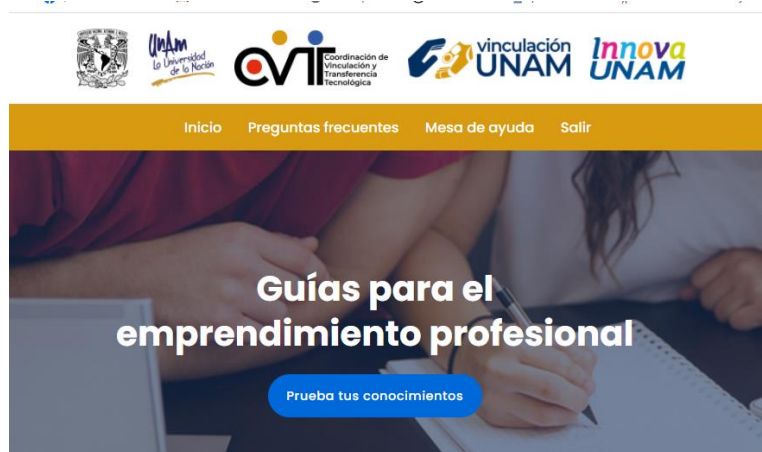 UNAM
La Universidad
de la Nación
CVTT
Coordinación de
Vinculación y
Transferencia
Tecnológica
vinculación
UNAM
Innova
UNAM
Inicio Preguntas frecuentes Mesa de ayuda Salir
Guías para el
emprendimiento profesional
Prueba tus conocimientos